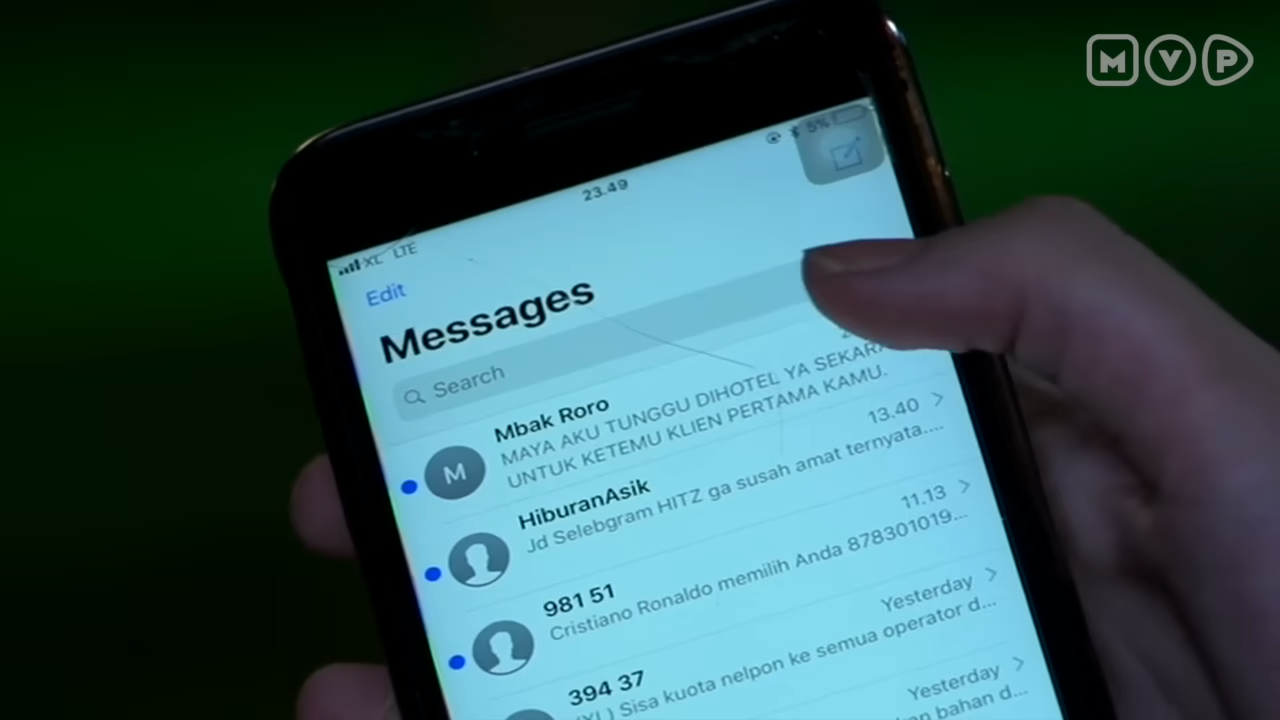 MVP
5%
23.49
XL LTE
Edit
Messages
Search
Mbak Roro
MAYA AKU TUNGGU DIHOTEL YA
UNTUK KETEMU KLIEN PERTAMA KAMU.
M
13.40
HiburanAsik
Jd Selebgram HITZ ga susah amat ternyata....
11.13
981 51
Cristiano Ronaldo memilih Anda 878301019...
Yesterday
394 37
Sisa kuota nelpon ke semua operator d...
Yesterday
bahan d...